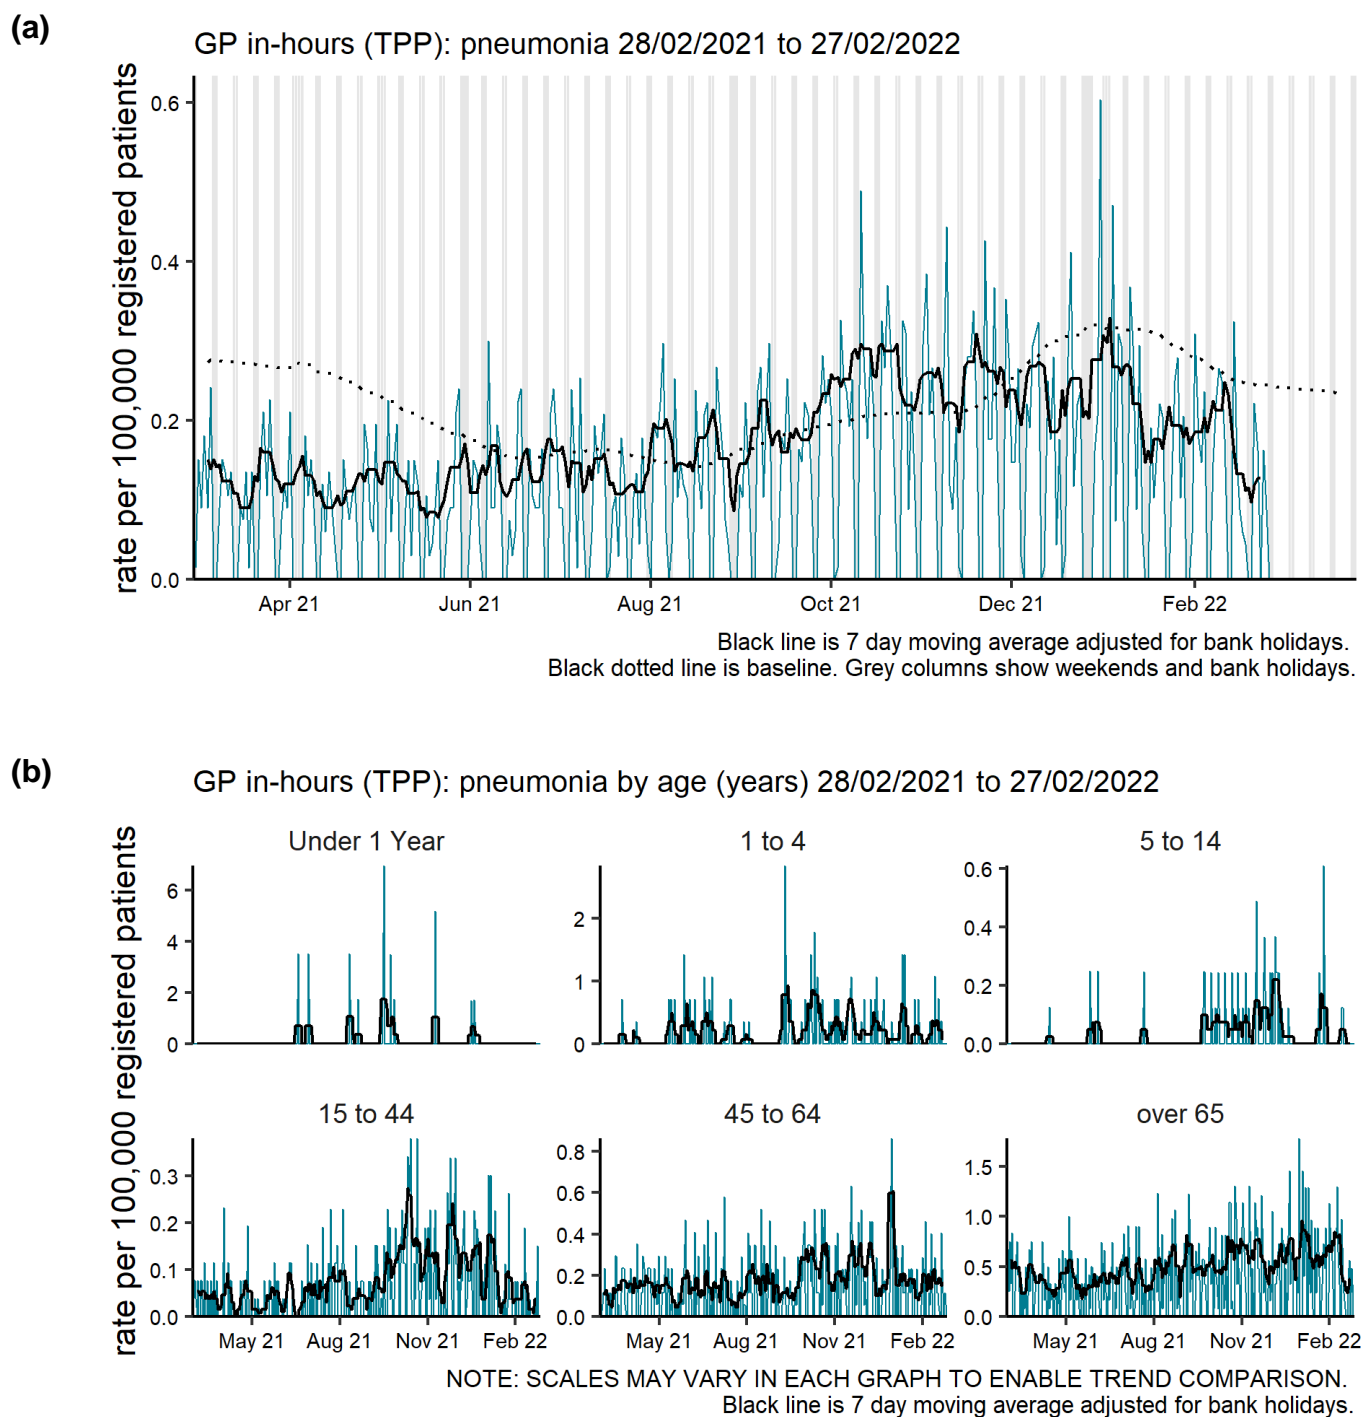 (a)
GP in-hours (TPP): pneumonia 28/02/2021 to 27/02/2022
rate per 100,000 registered patients
0.6
0.4
0.2
0.0
Apr 21 Jun 21 Aug 21 Oct 21 Dec 21 Feb 22
Black line is 7 day moving average adjusted for bank holidays.
Black dotted line is baseline. Grey columns show weekends and bank holidays.
(b)
GP in-hours (TPP): pneumonia by age (years) 28/02/2021 to 27/02/2022
rate per 100,000 registered patients
Under 1 Year
6
4
2
0
1 to 4
2
1
0
5 to 14
0.6
0.4
0.2
0.0
15 to 44
0.3
0.2
0.1
0.0
May 21 Aug 21 Nov 21 Feb 22
45 to 64
0.8
0.6
0.4
0.2
0.0
May 21 Aug 21 Nov 21 Feb 22
over 65
1.5
1.0
0.5
0.0
May 21 Aug 21 Nov 21 Feb 22
NOTE: SCALES MAY VARY IN EACH GRAPH TO ENABLE TREND COMPARISON.
Black line is 7 day moving average adjusted for bank holidays.